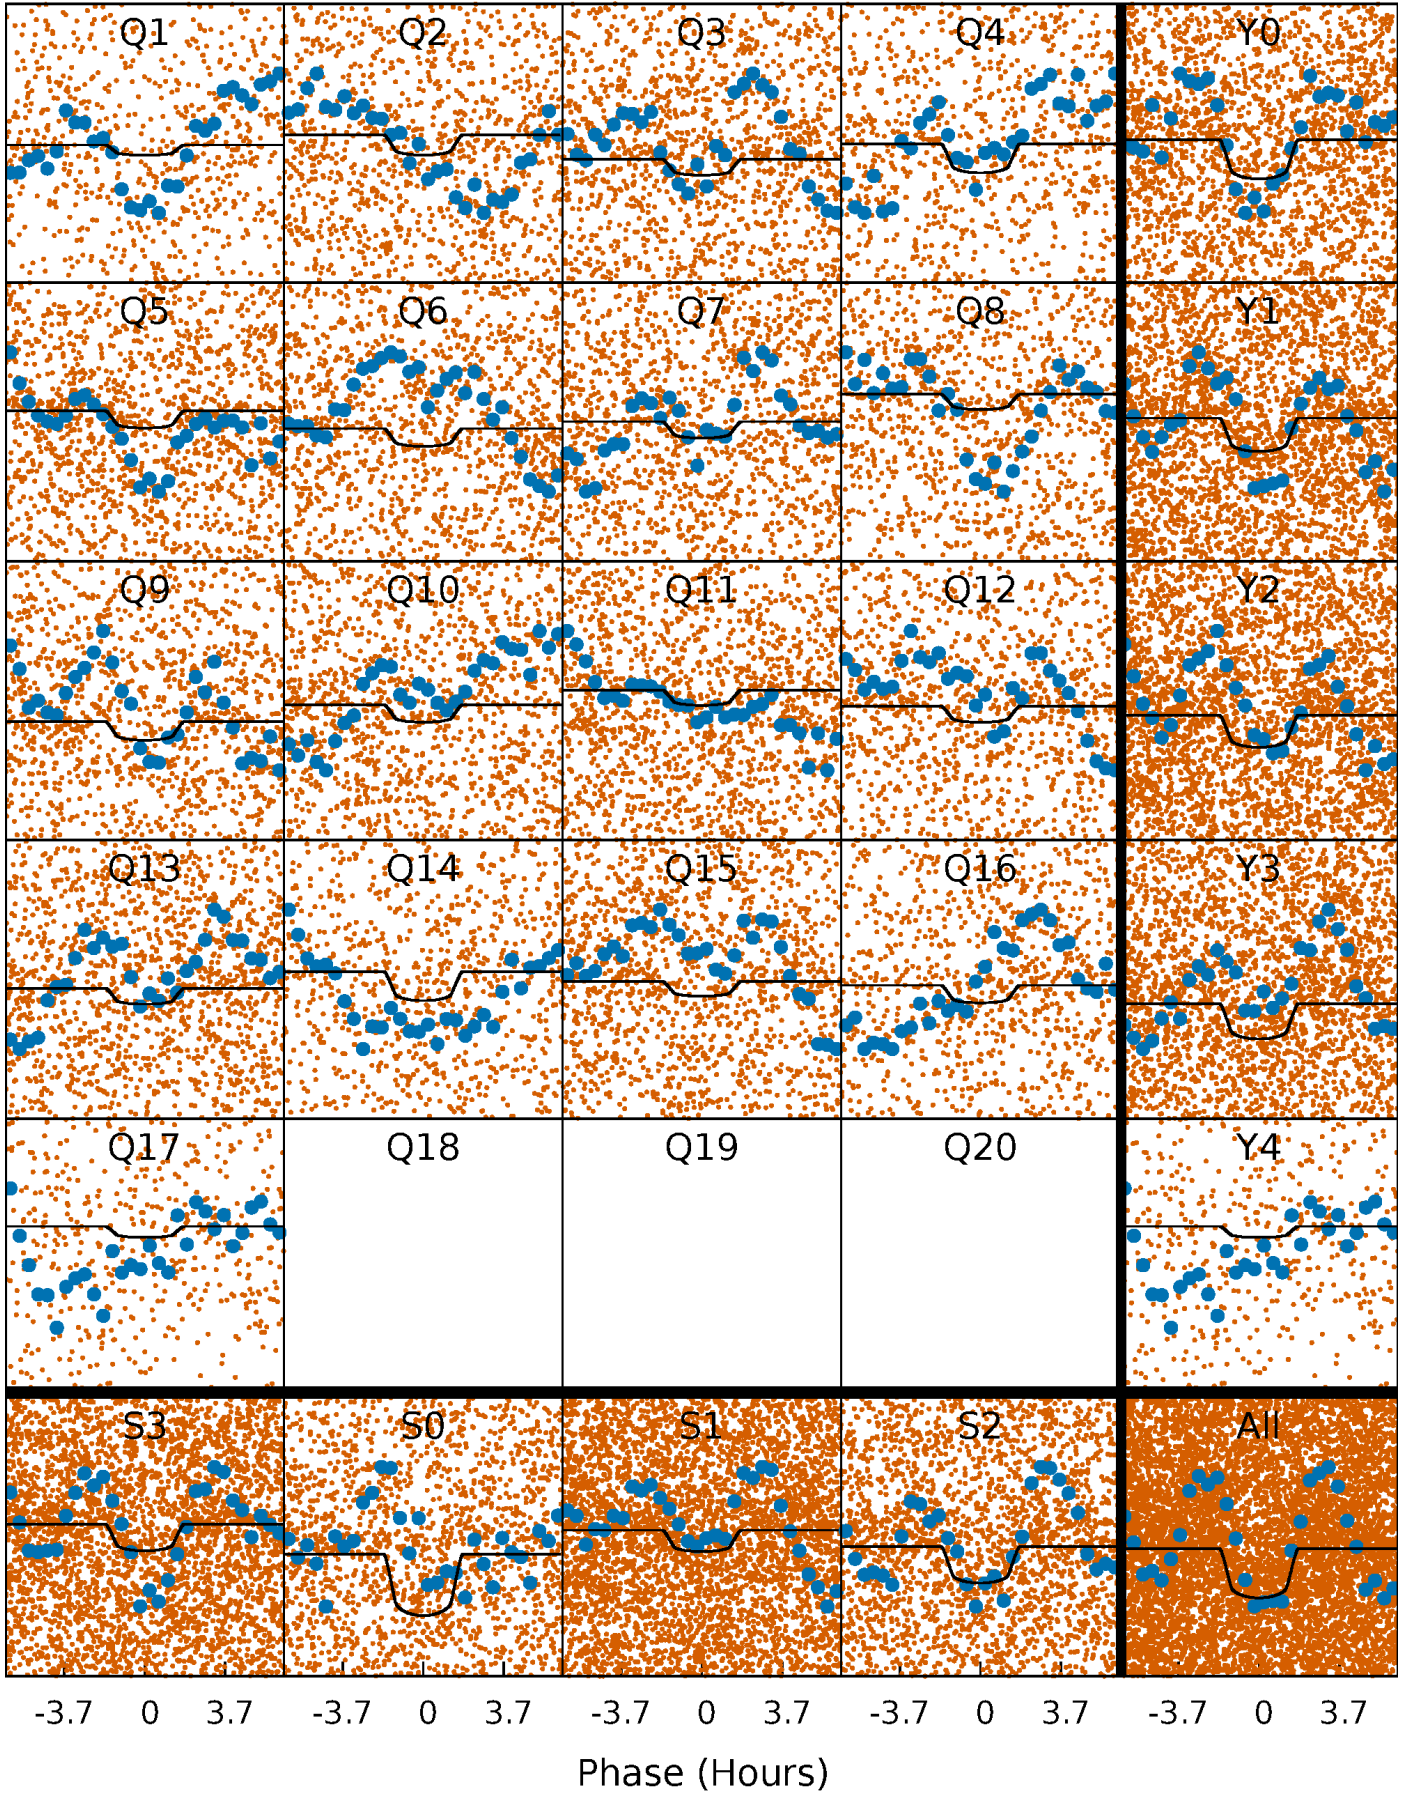 Q1 Q2 Q3 Q4 Y0
Q5 Q6 Q7 Q8 Y1
Q9 Q10 Q11 Q12 Y2
Q13 Q14 Q15 Q16 Y3
Q17 Q18 Q19 Q20 Y4
S3 S0 S1 S2 All
-3.7 0 3.7 -3.7 0 3.7 -3.7 0 3.7 -3.7 0 3.7 -3.7 0 3.7
Phase (Hours)